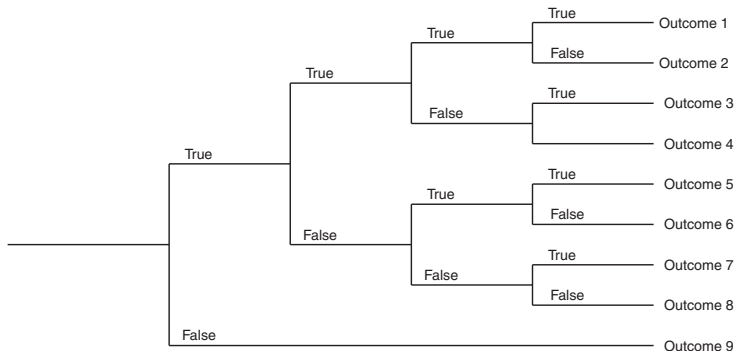 True
Outcome 1
True
False
Outcome 2
True
True
Outcome 3
False
Outcome 4
True
True
Outcome 5
True
False
Outcome 6
False
True
Outcome 7
False
False
Outcome 8
False
Outcome 9